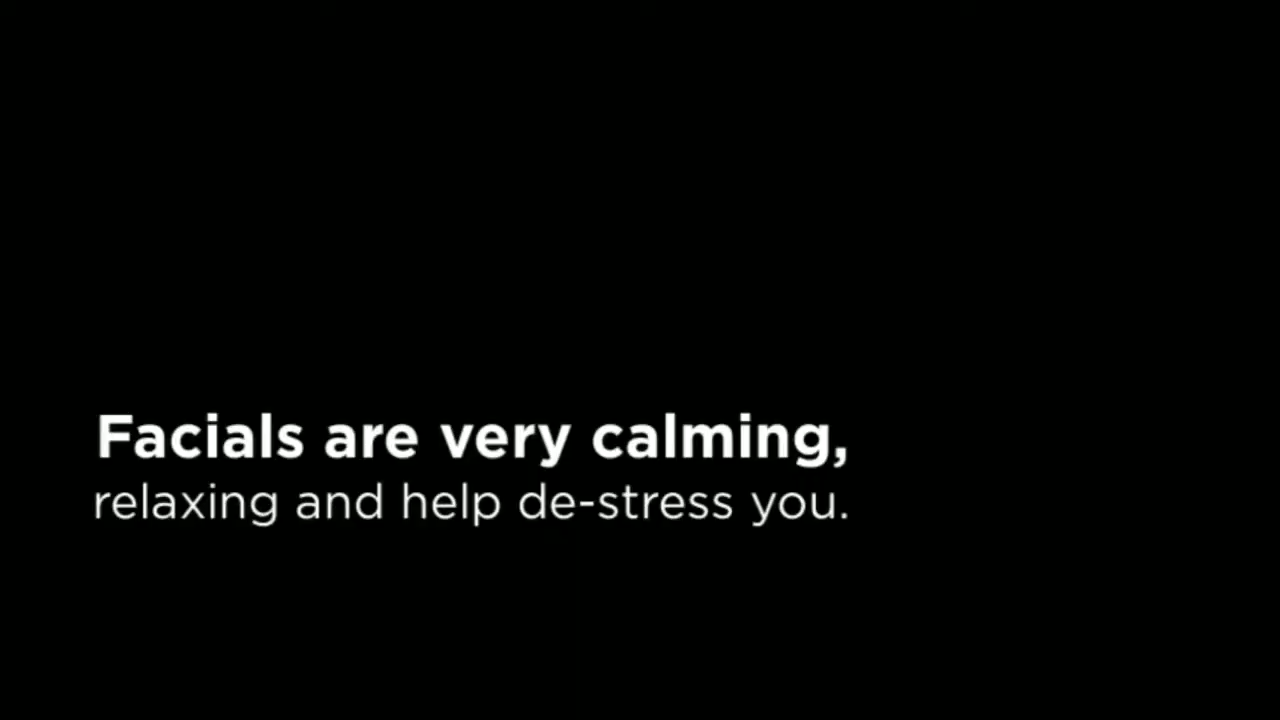 Facials are very calming,
relaxing and help de-stress you.